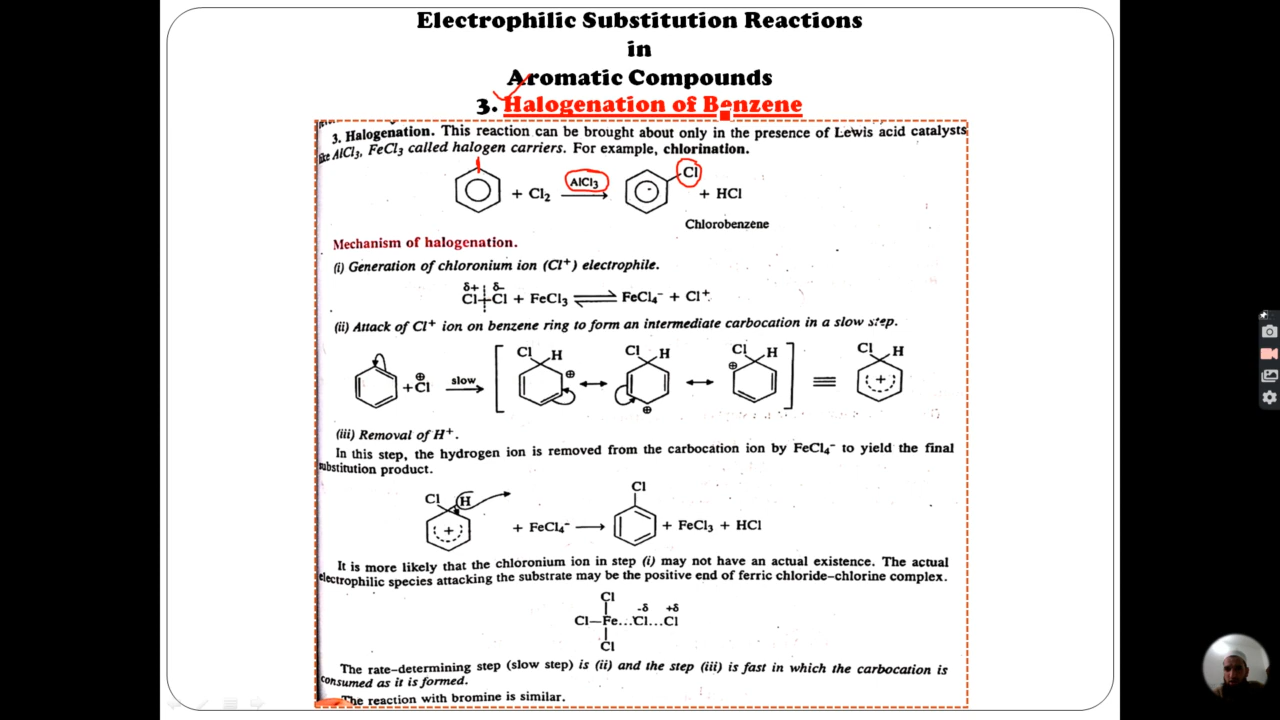 Electrophilic Substitution Reactions
in
Aromatic Compounds
3. Halogenation of Benzene
3. Halogenation. This reaction can be brought about only in the presence of Lewis acid catalysts
like AlCl₃, FeCl₃ called halogen carriers. For example, chlorination.
+ Cl₂ AlCl₃ Cl + HCl
Chlorobenzene
Mechanism of halogenation.
(i) Generation of chloronium ion (Cl⁺) electrophile.
δ+ δ-
Cl–Cl + FeCl₃ ⇌ FeCl₄⁻ + Cl⁺
(ii) Attack of Cl⁺ ion on benzene ring to form an intermediate carbocation in a slow step.
+ ⊕Cl slow → [ Cl H ⊕ ↔ Cl H ⊕ ↔ Cl H ⊕ ] ≡ Cl H +
(iii) Removal of H⁺.
In this step, the hydrogen ion is removed from the carbocation ion by FeCl₄⁻ to yield the final
substitution product.
Cl H + + FeCl₄⁻ → Cl + FeCl₃ + HCl
It is more likely that the chloronium ion in step (i) may not have an actual existence. The actual
electrophilic species attacking the substrate may be the positive end of ferric chloride–chlorine complex.
Cl
-δ +δ
Cl–Fe...Cl...Cl
Cl
The rate–determining step (slow step) is (ii) and the step (iii) is fast in which the carbocation is
consumed as it is formed.
The reaction with bromine is similar.